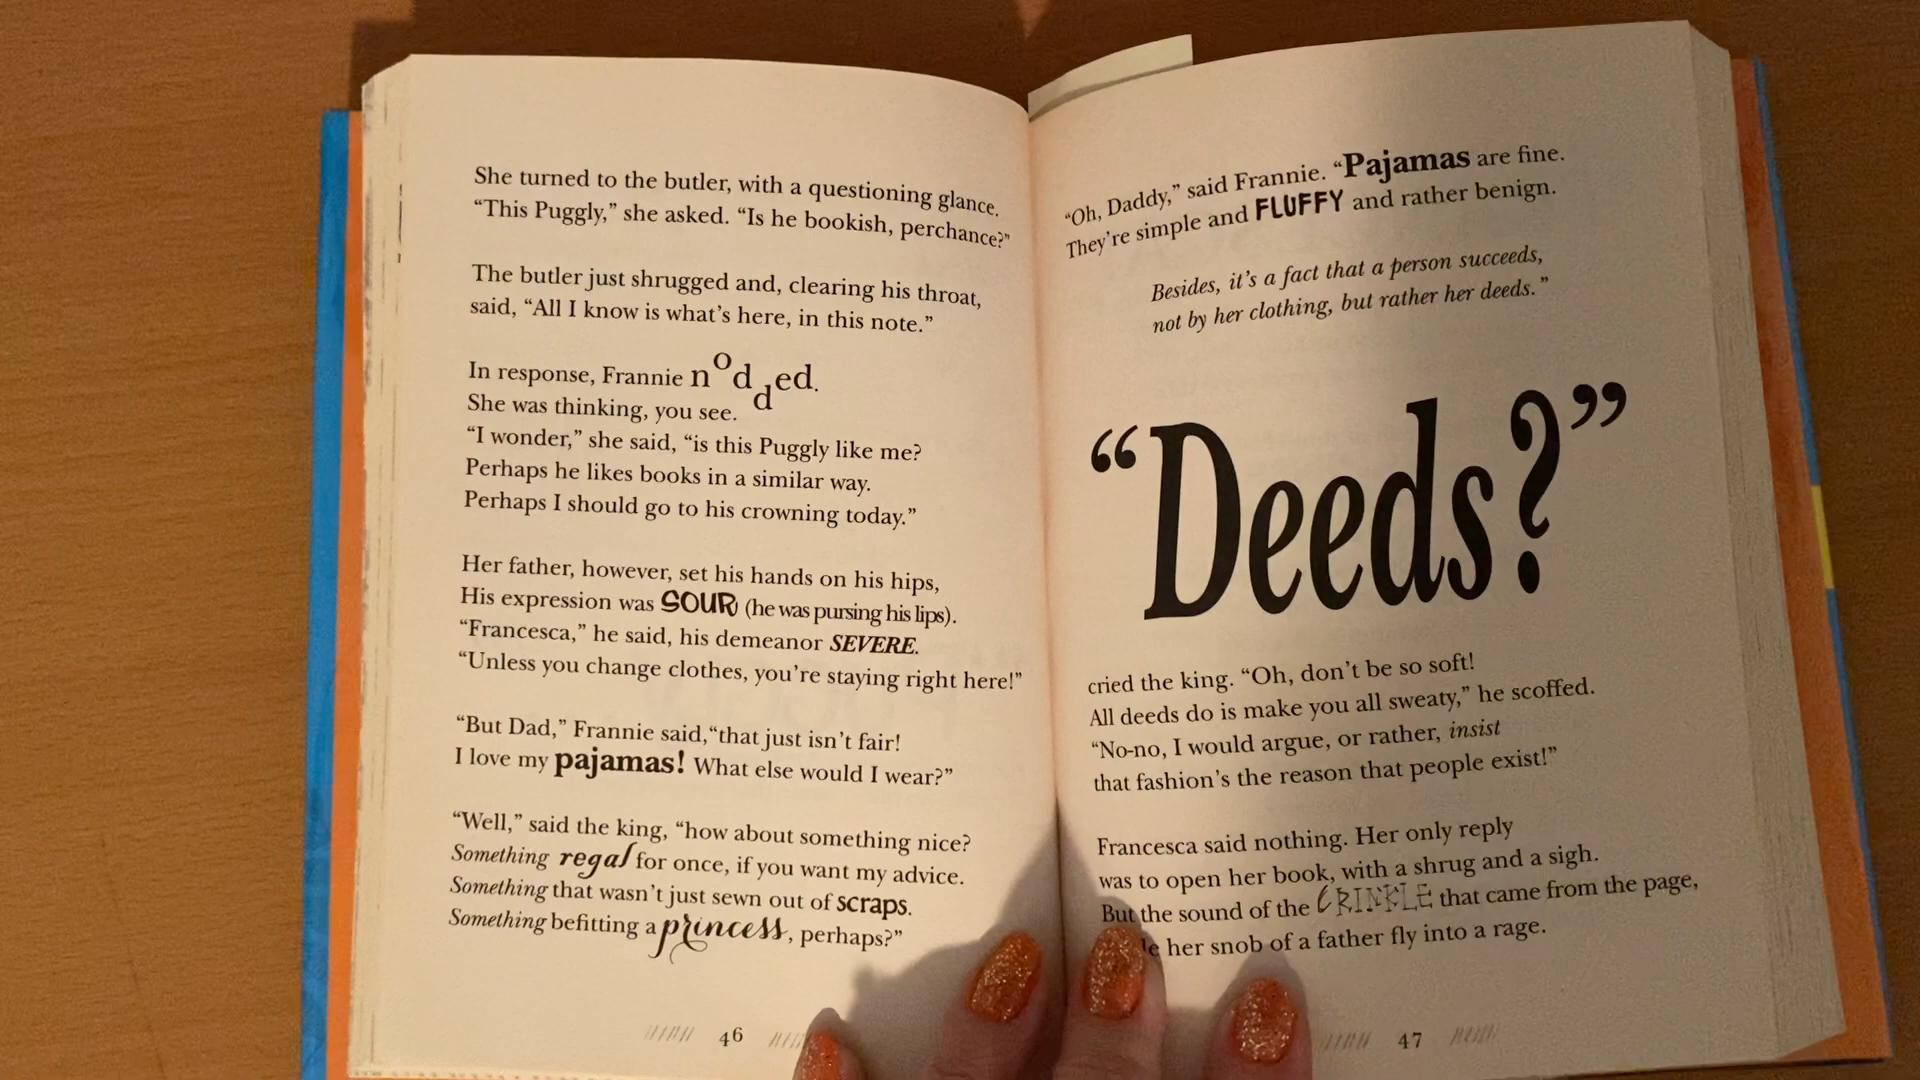 She turned to the butler, with a questioning glance.
“This Puggly,” she asked. “Is he bookish, perchance?”
The butler just shrugged and, clearing his throat,
said, “All I know is what’s here, in this note.”
In response, Frannie nodded.
She was thinking, you see.
“I wonder,” she said, “is this Puggly like me?
Perhaps he likes books in a similar way.
Perhaps I should go to his crowning today.”
Her father, however, set his hands on his hips,
His expression was SOUR (he was pursing his lips).
“Francesca,” he said, his demeanor SEVERE.
“Unless you change clothes, you’re staying right here!”
“But Dad,” Frannie said,“that just isn’t fair!
I love my pajamas! What else would I wear?”
“Well,” said the king, “how about something nice?
Something regal for once, if you want my advice.
Something that wasn’t just sewn out of scraps.
Something befitting a princess, perhaps?”
46
“Oh, Daddy,” said Frannie. “Pajamas are fine.
They’re simple and FLUFFY and rather benign.
Besides, it’s a fact that a person succeeds,
not by her clothing, but rather her deeds.”
“Deeds?”
cried the king. “Oh, don’t be so soft!
All deeds do is make you all sweaty,” he scoffed.
“No-no, I would argue, or rather, insist
that fashion’s the reason that people exist!”
Francesca said nothing. Her only reply
was to open her book, with a shrug and a sigh.
But the sound of the CRINKLE that came from the page,
her snob of a father fly into a rage.
47